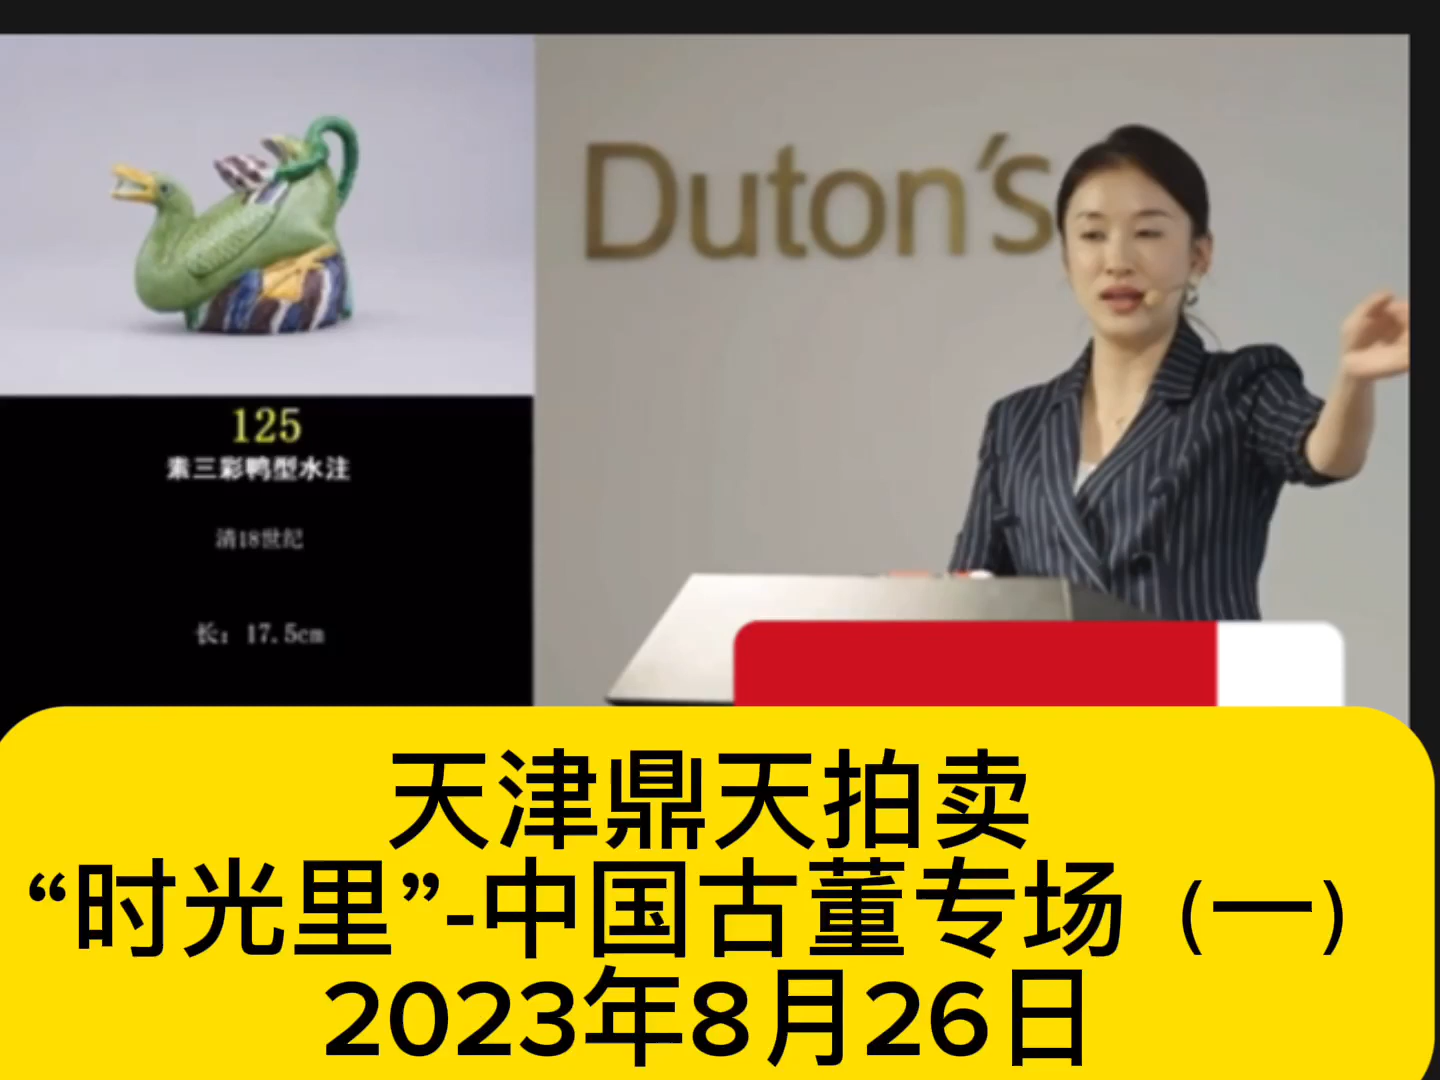 Duton's
125
素三彩鸭型水注
清18世纪
长：17.5cm
天津鼎天拍卖
“时光里”-中国古董专场（一）
2023年8月26日